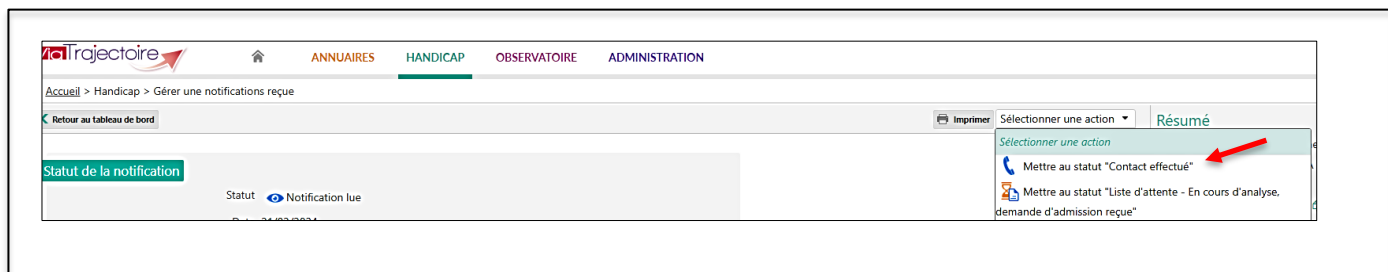 ViaTrajectoire
ANNUAIRES HANDICAP OBSERVATOIRE ADMINISTRATION
Accueil > Handicap > Gérer une notifications reçue
Retour au tableau de bord
Imprimer Sélectionner une action Résumé
Sélectionner une action
Mettre au statut "Contact effectué"
Statut de la notification
Mettre au statut "Liste d'attente - En cours d'analyse,
demande d'admission reçue"
Statut Notification lue